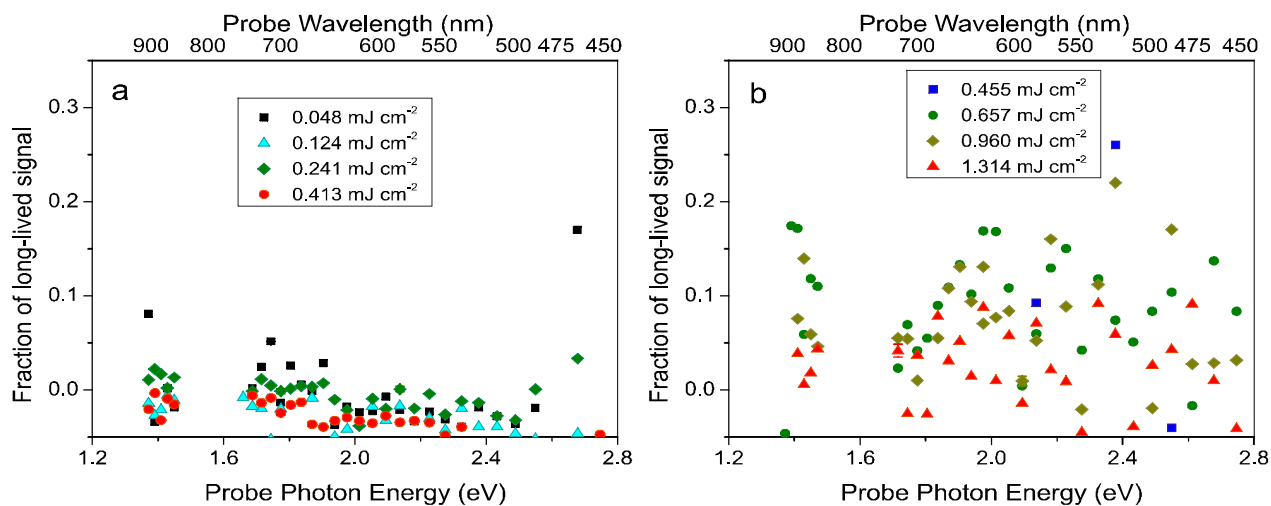 Probe Wavelength (nm)
900 800 700 600 550 500 475 450
a
0.048 mJ cm⁻²
0.124 mJ cm⁻²
0.241 mJ cm⁻²
0.413 mJ cm⁻²
Fraction of long-lived signal
0.3
0.2
0.1
0.0
1.2 1.6 2.0 2.4 2.8
Probe Photon Energy (eV)
Probe Wavelength (nm)
900 800 700 600 550 500 475 450
b
0.455 mJ cm⁻²
0.657 mJ cm⁻²
0.960 mJ cm⁻²
1.314 mJ cm⁻²
Fraction of long-lived signal
0.3
0.2
0.1
0.0
1.2 1.6 2.0 2.4 2.8
Probe Photon Energy (eV)